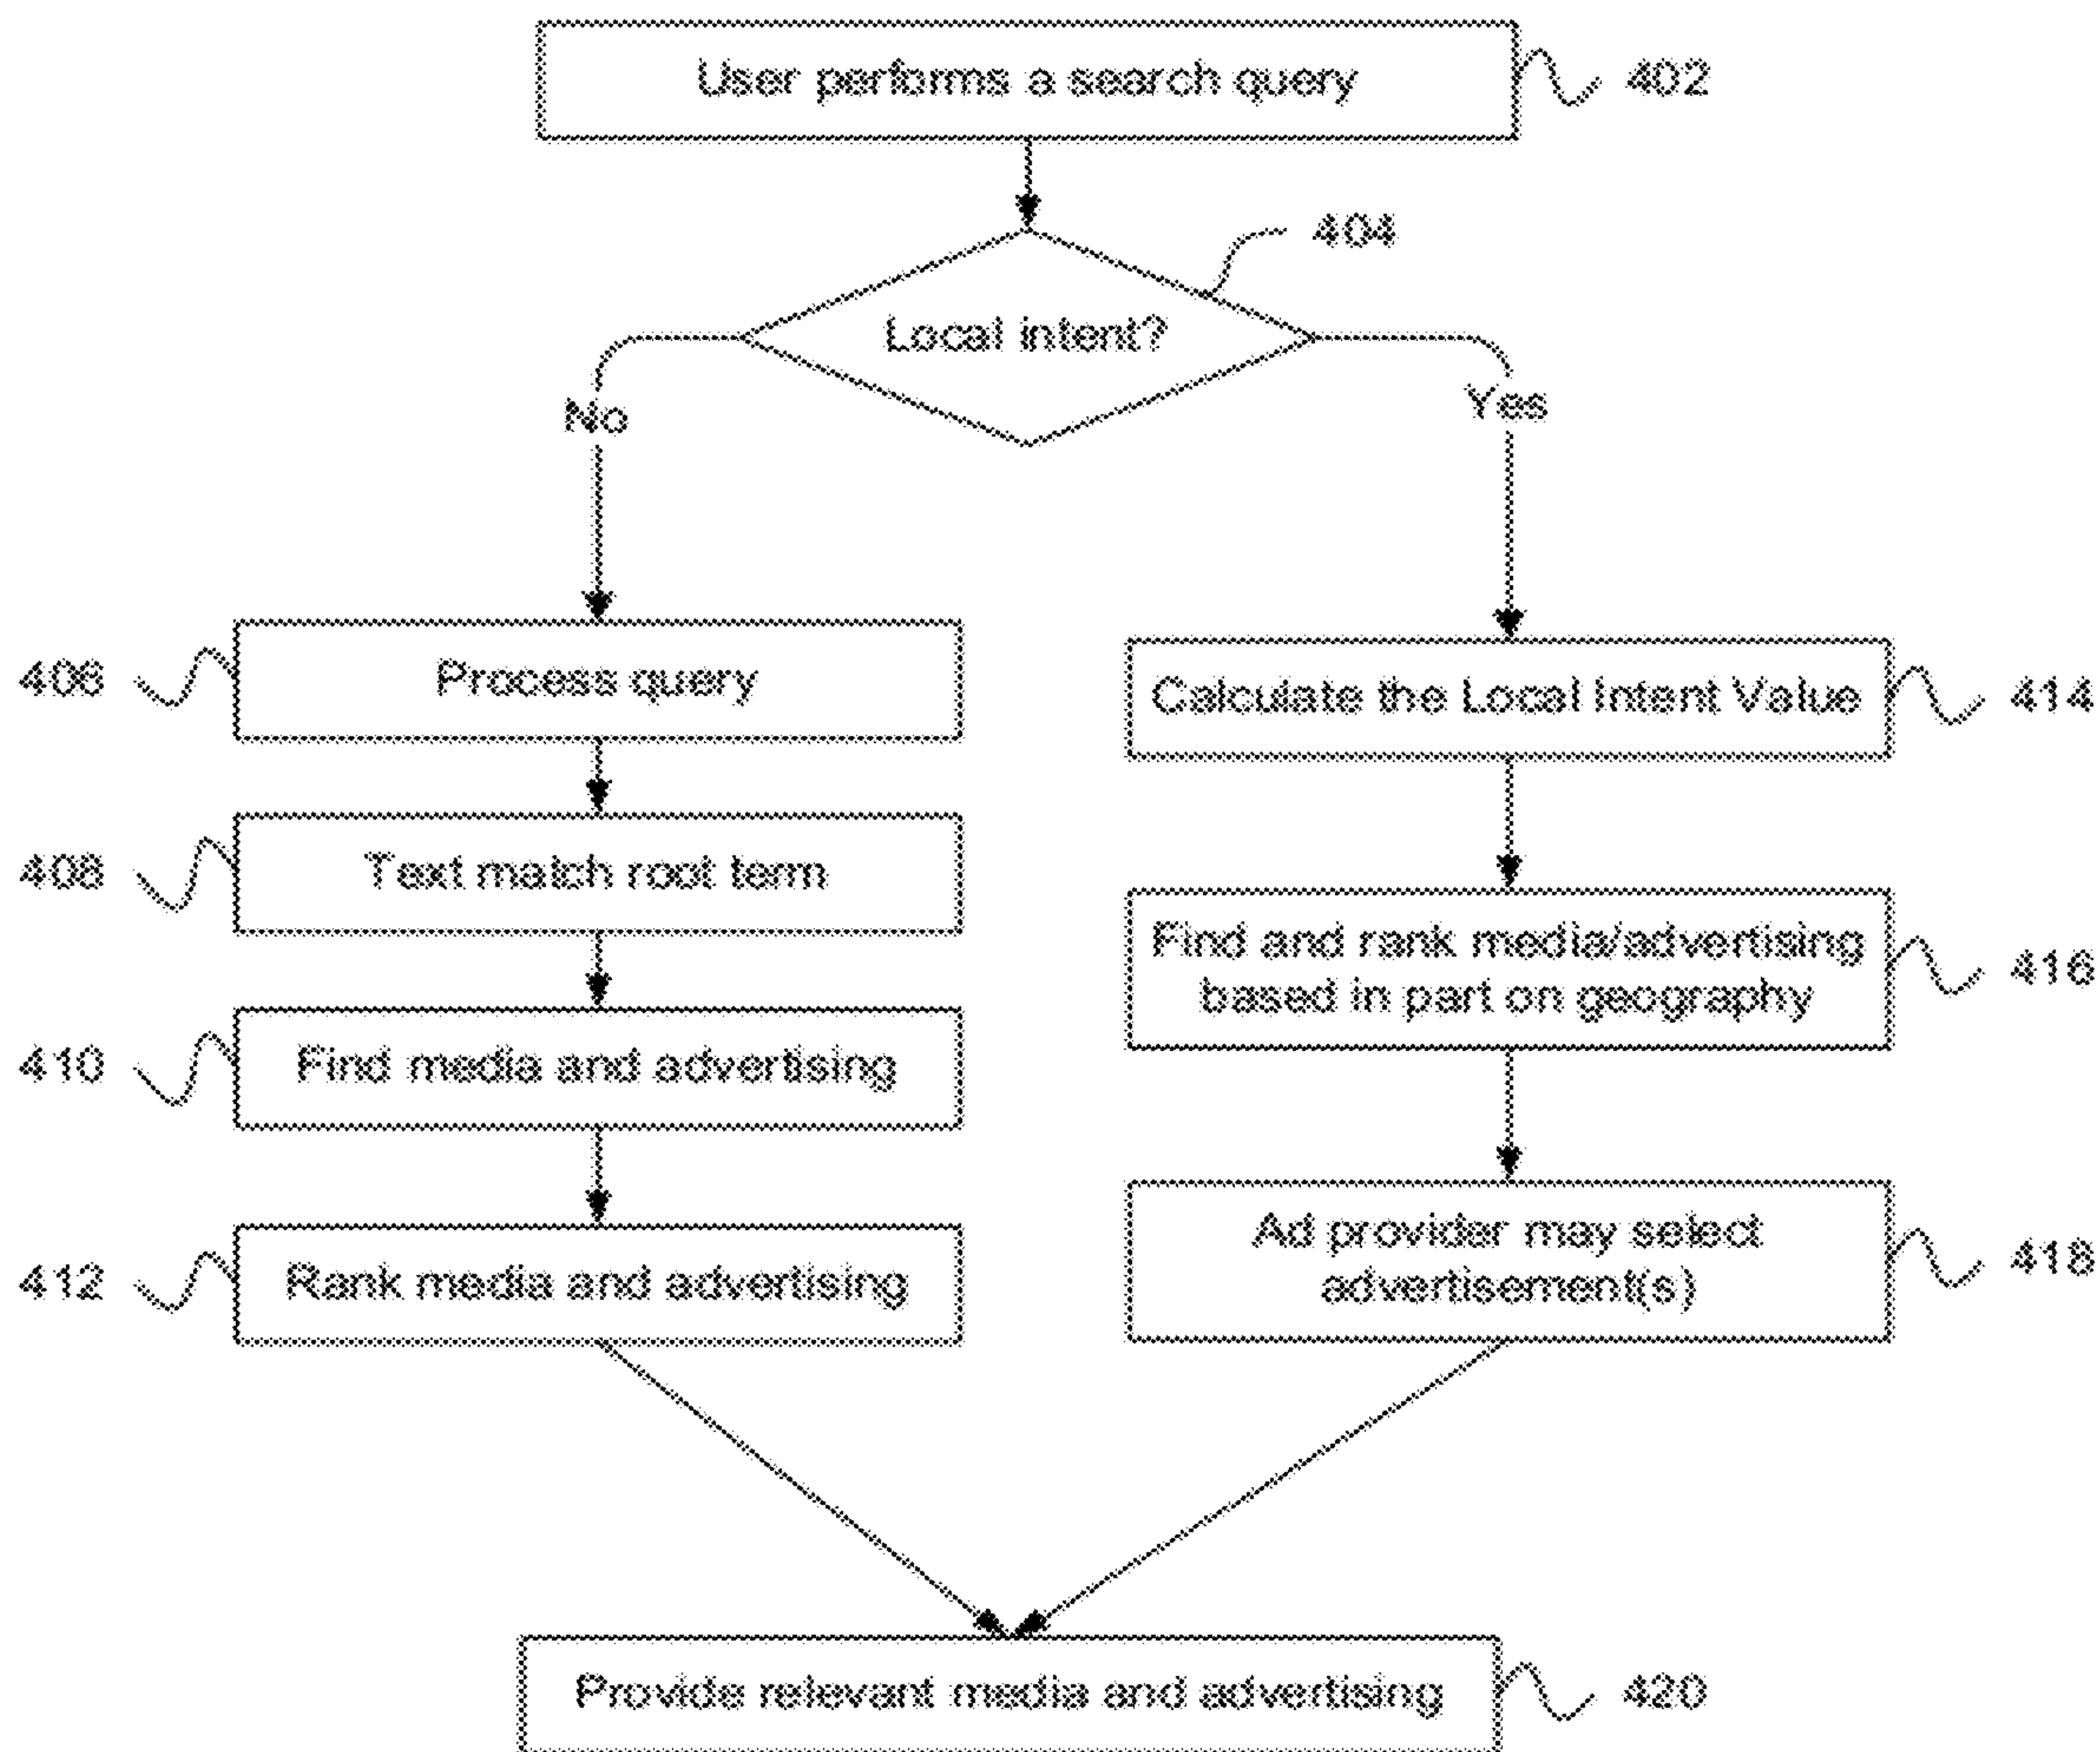 User performs a search query
402
404
Local intent?
No
Yes
406
Process query
Calculate the Local Intent Value
414
408
Text match root term
Find and rank media/advertising
based in part on geography
416
410
Find media and advertising
Ad provider may select
advertisement(s)
418
412
Rank media and advertising
Provide relevant media and advertising
420